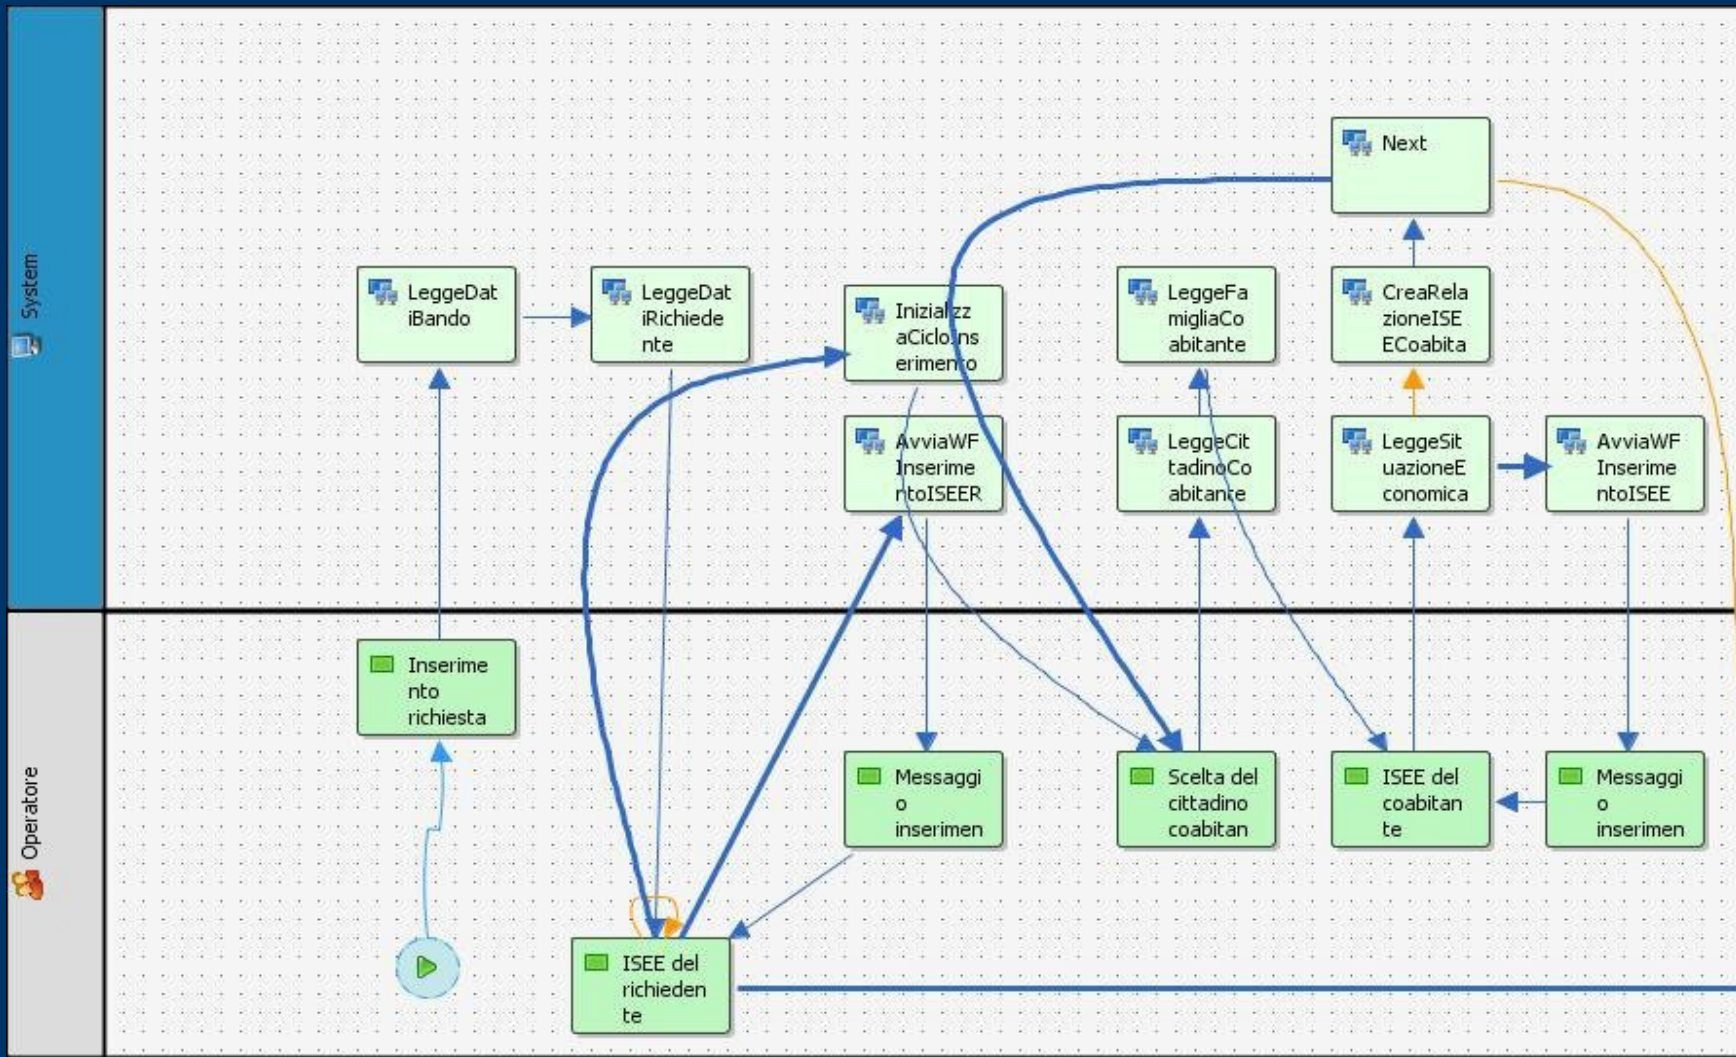 System
Operatore
Next
LeggeDat
iBando
LeggeDat
iRichiede
nte
Inizializz
aCicloIns
erimento
LeggeFa
migliaCo
abitante
CreaRela
zioneISE
ECoabita
AvviaWF
Inserime
ntoISEER
LeggeCit
tadinoCo
abitante
LeggeSit
uazioneE
conomica
AvviaWF
Inserime
ntoISEE
Inserime
nto
richiesta
Messaggi
o
inserimen
Scelta del
cittadino
coabitan
ISEE del
coabitan
te
Messaggi
o
inserimen
ISEE del
richieden
te